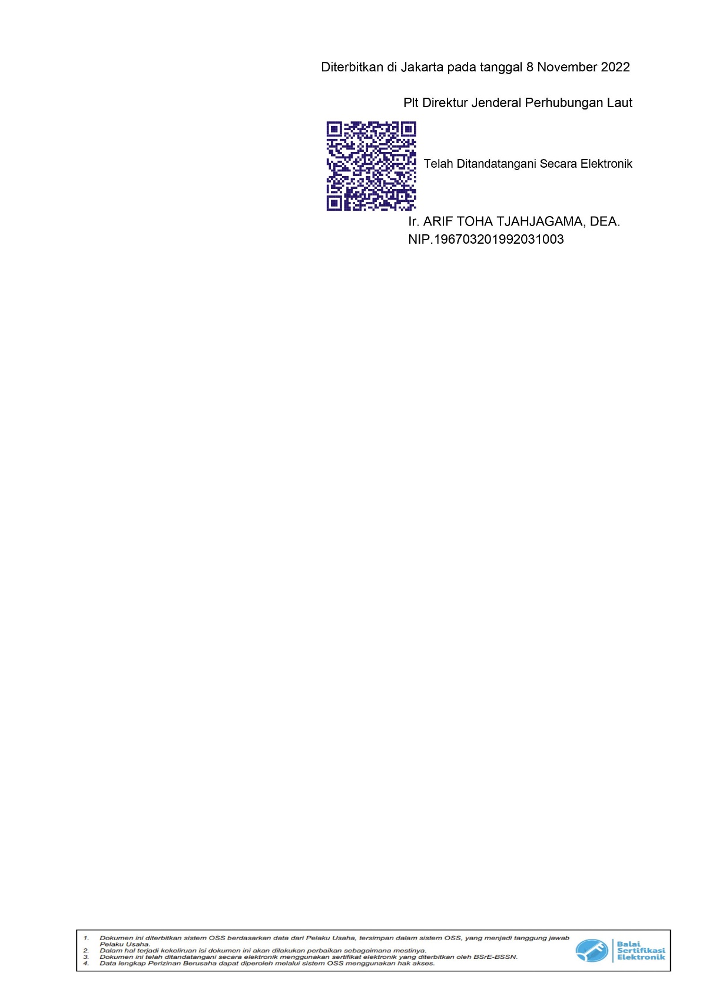 Diterbitkan di Jakarta pada tanggal 8 November 2022
Plt Direktur Jenderal Perhubungan Laut
Telah Ditandatangani Secara Elektronik
Ir. ARIF TOHA TJAHJAGAMA, DEA.
NIP.196703201992031003
1. Dokumen ini diterbitkan sistem OSS berdasarkan data dari Pelaku Usaha, tersimpan dalam sistem OSS, yang menjadi tanggung jawab
Pelaku Usaha.
2. Dalam hal terjadi kekeliruan isi dokumen ini akan dilakukan perbaikan sebagaimana mestinya.
3. Dokumen ini telah ditandatangani secara elektronik menggunakan sertifikat elektronik yang diterbitkan oleh BSrE-BSSN.
4. Data lengkap Perizinan Berusaha dapat diperoleh melalui sistem OSS menggunakan hak akses.
Balai
Sertifikasi
Elektronik